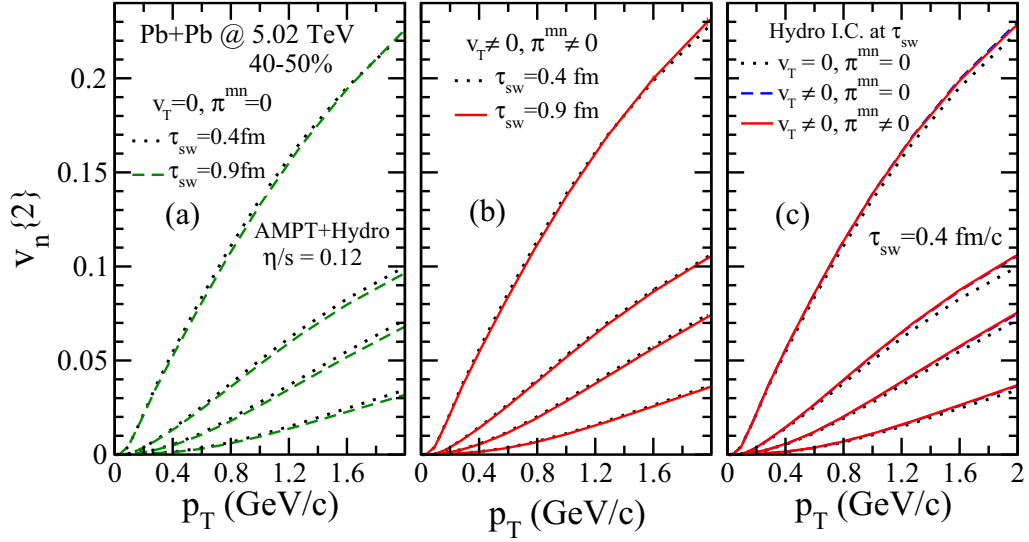 Pb+Pb @ 5.02 TeV
40-50%
v_T=0, π^mn=0
τ_sw=0.4fm
τ_sw=0.9fm
(a)
AMPT+Hydro
η/s = 0.12
v_n{2}
0.2
0.15
0.1
0.05
0
0 0.4 0.8 1.2 1.6
p_T (GeV/c)
v_T≠0, π^mn≠0
τ_sw=0.4 fm
τ_sw=0.9 fm
(b)
0 0.4 0.8 1.2 1.6
p_T (GeV/c)
Hydro I.C. at τ_sw
v_T = 0, π^mn= 0
v_T ≠ 0, π^mn= 0
v_T ≠ 0, π^mn ≠ 0
(c)
τ_sw=0.4 fm/c
0 0.4 0.8 1.2 1.6 2
p_T (GeV/c)